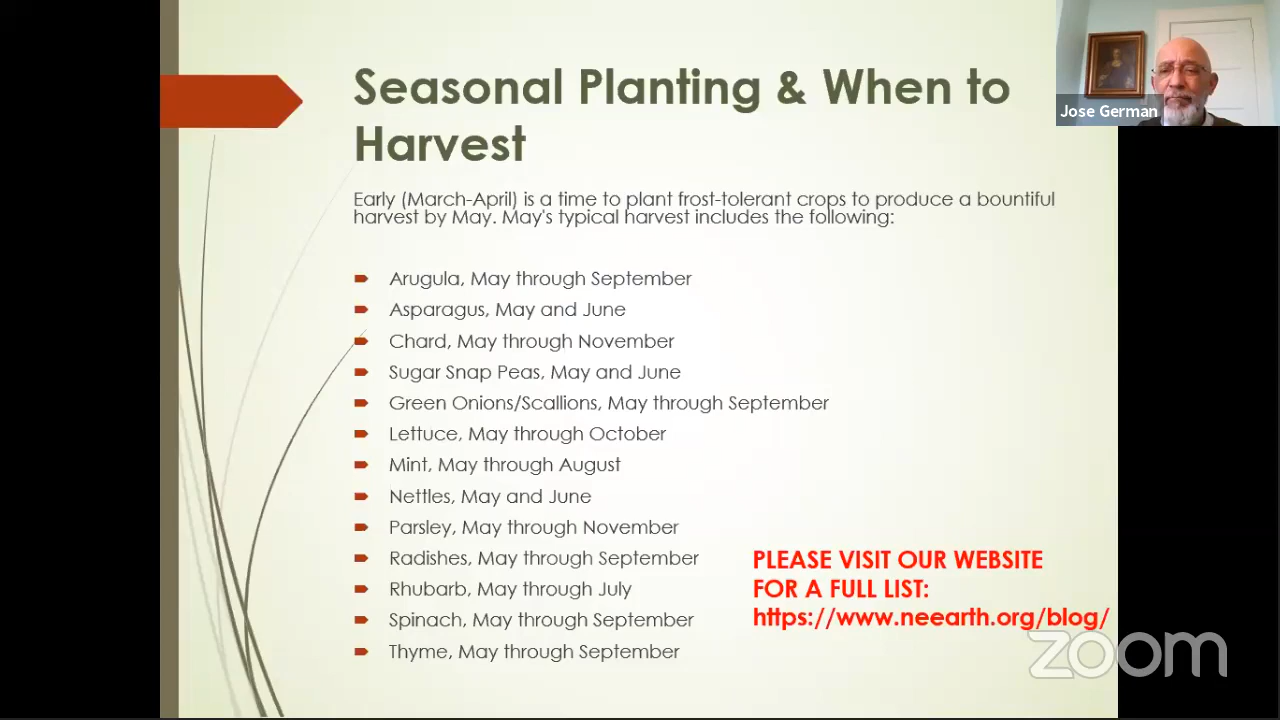 Seasonal Planting & When to
Harvest
Jose German
Early (March-April) is a time to plant frost-tolerant crops to produce a bountiful
harvest by May. May's typical harvest includes the following:
Arugula, May through September
Asparagus, May and June
Chard, May through November
Sugar Snap Peas, May and June
Green Onions/Scallions, May through September
Lettuce, May through October
Mint, May through August
Nettles, May and June
Parsley, May through November
Radishes, May through September
Rhubarb, May through July
Spinach, May through September
Thyme, May through September
PLEASE VISIT OUR WEBSITE
FOR A FULL LIST:
https://www.neearth.org/blog/
zoom